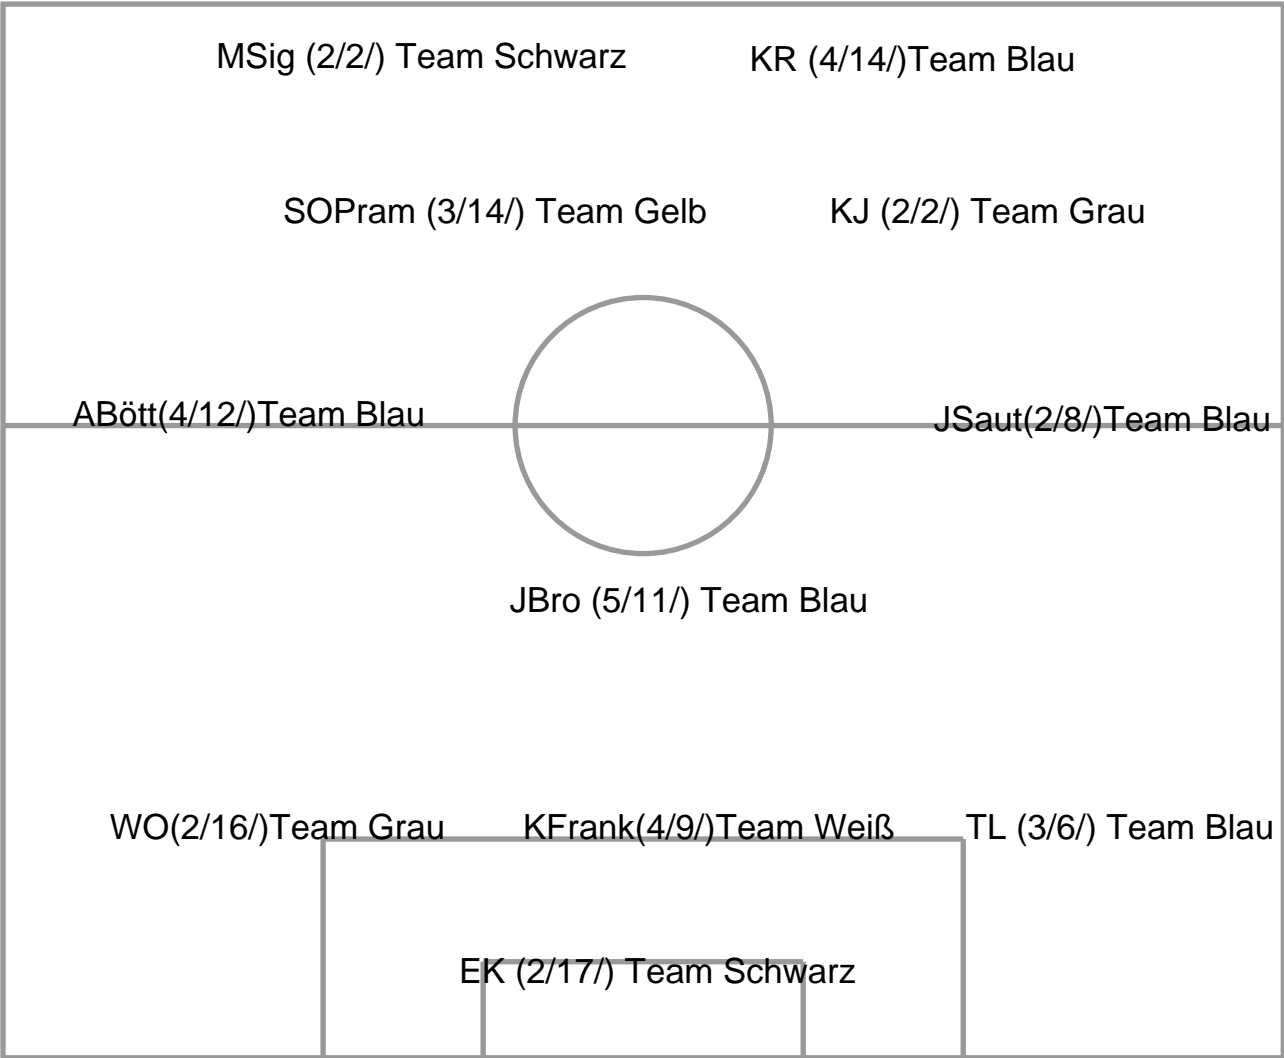 MSig (2/2/) Team Schwarz
KR (4/14/)Team Blau
SOPram (3/14/) Team Gelb
KJ (2/2/) Team Grau
ABött(4/12/)Team Blau
JSaut(2/8/)Team Blau
JBro (5/11/) Team Blau
WO(2/16/)Team Grau
KFrank(4/9/)Team Weiß
TL (3/6/) Team Blau
EK (2/17/) Team Schwarz